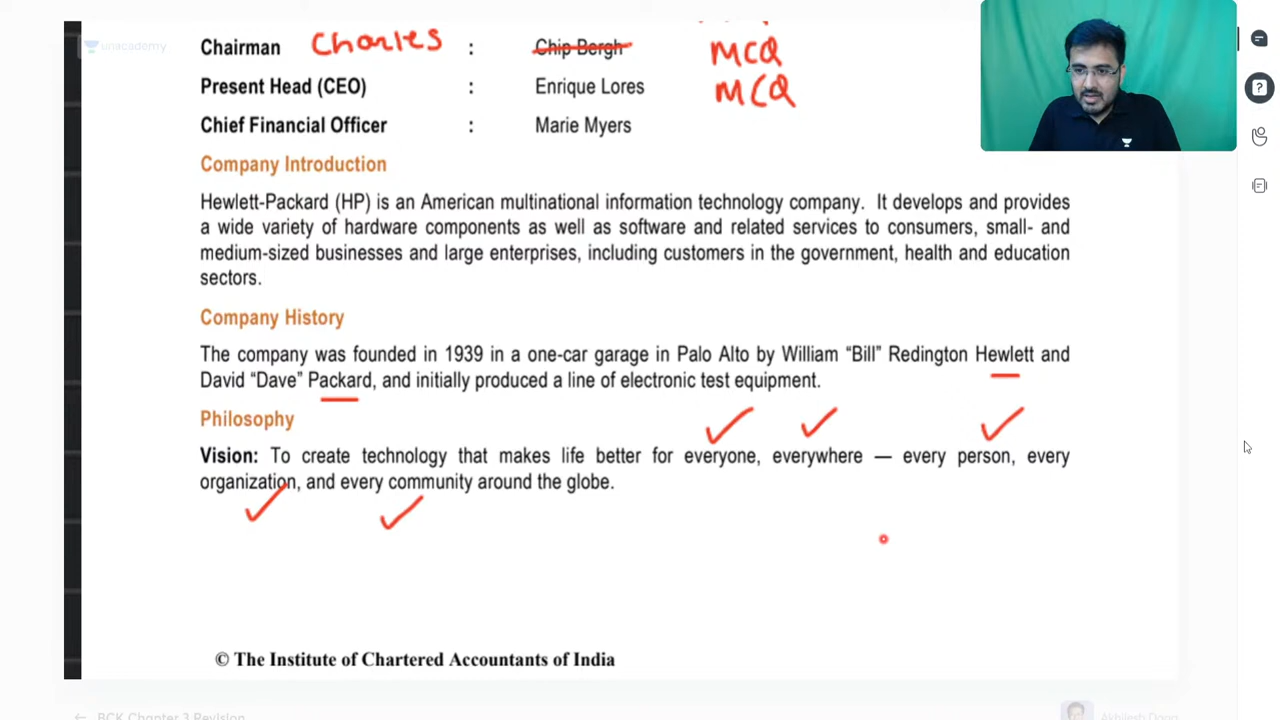 unacademy
Chairman Charles : Chip Bergh MCQ
Present Head (CEO) : Enrique Lores MCQ
Chief Financial Officer : Marie Myers
Company Introduction
Hewlett-Packard (HP) is an American multinational information technology company. It develops and provides
a wide variety of hardware components as well as software and related services to consumers, small- and
medium-sized businesses and large enterprises, including customers in the government, health and education
sectors.
Company History
The company was founded in 1939 in a one-car garage in Palo Alto by William “Bill” Redington Hewlett and
David “Dave” Packard, and initially produced a line of electronic test equipment.
Philosophy
Vision: To create technology that makes life better for everyone, everywhere — every person, every
organization, and every community around the globe.
© The Institute of Chartered Accountants of India
BCK Chapter 3 Revision